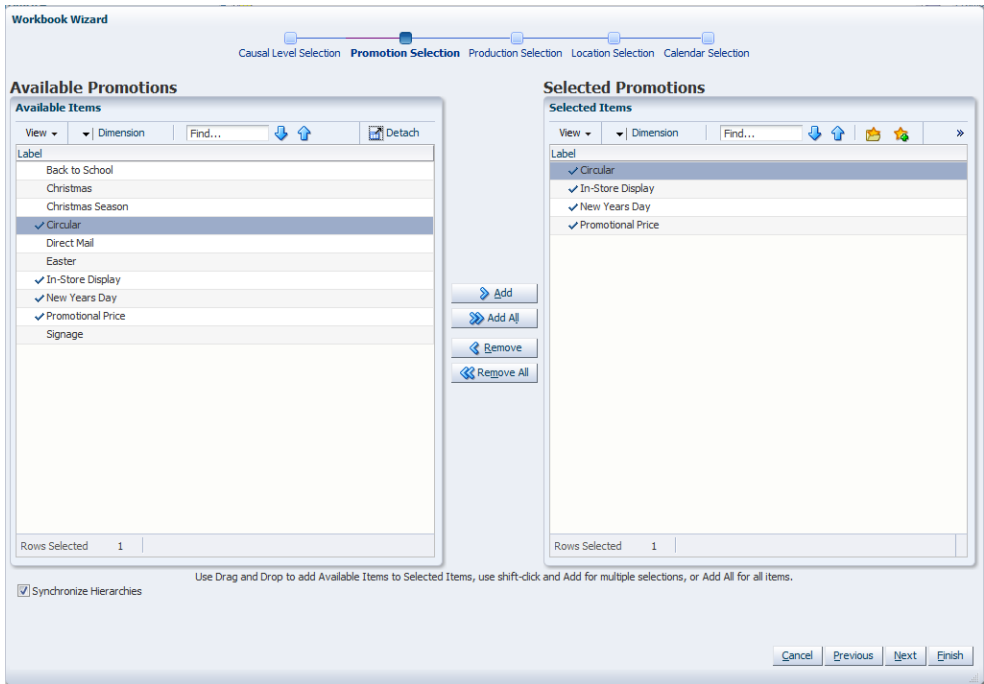 Workbook Wizard
Causal Level Selection Promotion Selection Production Selection Location Selection Calendar Selection
Available Promotions
Available Items
View Dimension Find... Detach
Label
Back to School
Christmas
Christmas Season
Circular
Direct Mail
Easter
In-Store Display
New Years Day
Promotional Price
Signage
Rows Selected 1
Add
Add All
Remove
Remove All
Selected Promotions
Selected Items
View Dimension Find... »
Label
Circular
In-Store Display
New Years Day
Promotional Price
Rows Selected 1
Use Drag and Drop to add Available Items to Selected Items, use shift-click and Add for multiple selections, or Add All for all items.
Synchronize Hierarchies
Cancel Previous Next Finish